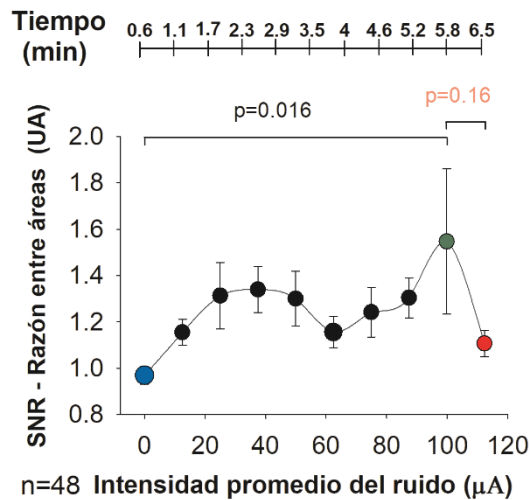 Tiempo
(min)
0.6 1.1 1.7 2.3 2.9 3.5 4 4.6 5.2 5.8 6.5
p=0.016
p=0.16
SNR - Razón entre áreas (UA)
2.0
1.8
1.6
1.4
1.2
1.0
0.8
0 20 40 60 80 100 120
n=48 Intensidad promedio del ruido (µA)